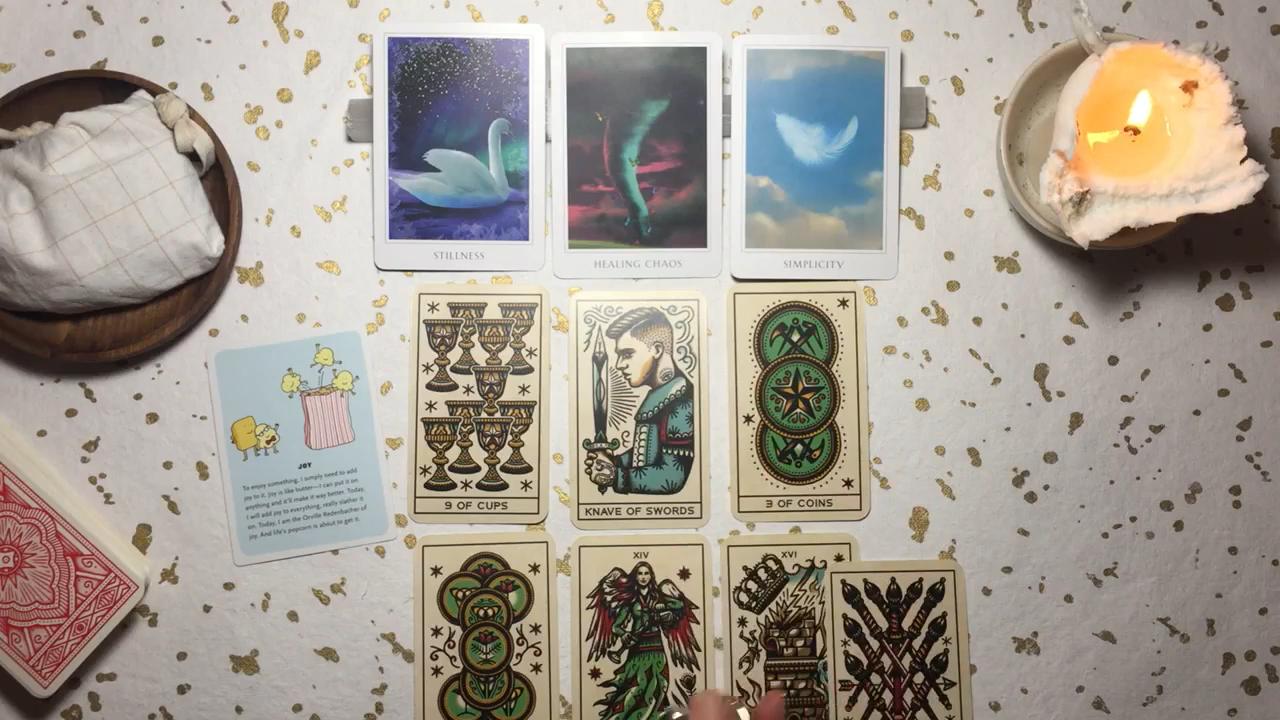 STILLNESS
HEALING CHAOS
SIMPLICITY
9 OF CUPS
KNAVE OF SWORDS
3 OF COINS
JOY
To enjoy something, I simply need to add
joy to it. Joy is like butter—I can put it on
anything and it'll make it way better. Today,
I will add joy to everything, really slather it
on. Today, I am the Orville Redenbacher of
joy. And life's popcorn is about to get it.
XIV
XVI